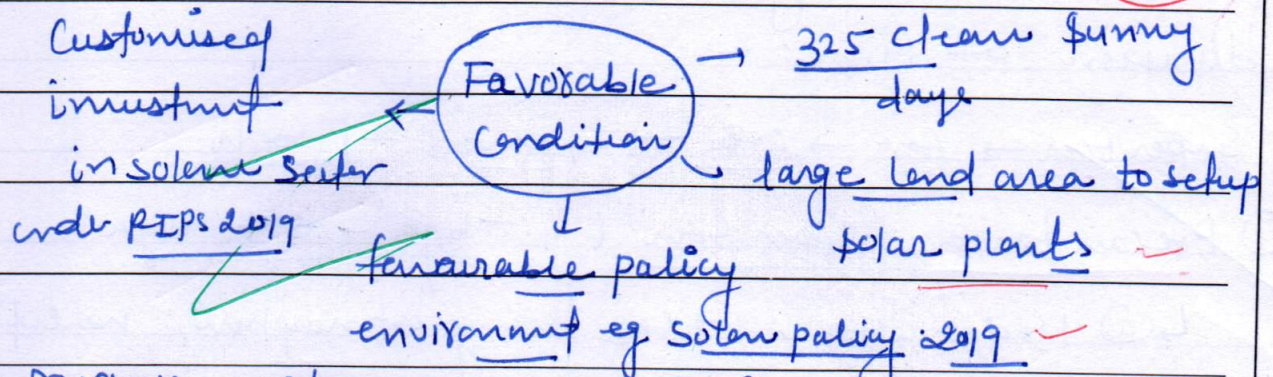 Favorable
Condition
→ 325 clear sunny
days
large land area to setup
solar plants
favourable policy
environment eg solar policy 2019
Customised
investment
in solar sector
under RIPS 2019